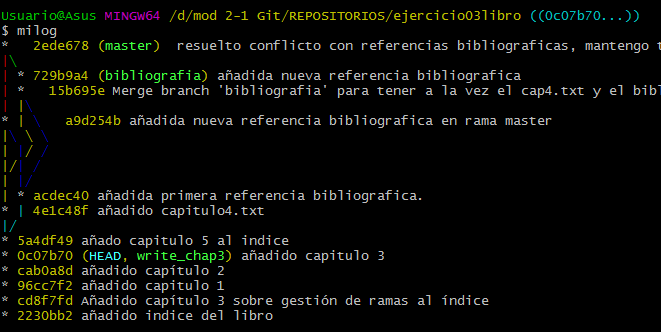 Usuario@Asus MINGW64 /d/mod 2-1 Git/REPOSITORIOS/ejercicio03libro ((0c07b70...))
$ milog
*   2ede678 (master)  resuelto conflicto con referencias bibliograficas, mantengo t
|\
| * 729b9a4 (bibliografia) añadida nueva referencia bibliografica
| *   15b695e Merge branch 'bibliografia' para tener a la vez el cap4.txt y el bibl
| |\
* | \   a9d254b añadida nueva referencia bibliografica en rama master
|\ \ \
| |/ /
|/| /
| |/
| * acdec40 añadida primera referencia bibliografica.
* | 4e1c48f añadido capitulo4.txt
|/
* 5a4df49 añado capitulo 5 al indice
* 0c07b70 (HEAD, write_chap3) añadido capitulo 3
* cab0a8d añadido capítulo 2
* 96cc7f2 añadido capítulo 1
* cd8f7fd Añadido capítulo 3 sobre gestión de ramas al índice
* 2230bb2 añadido indice del libro